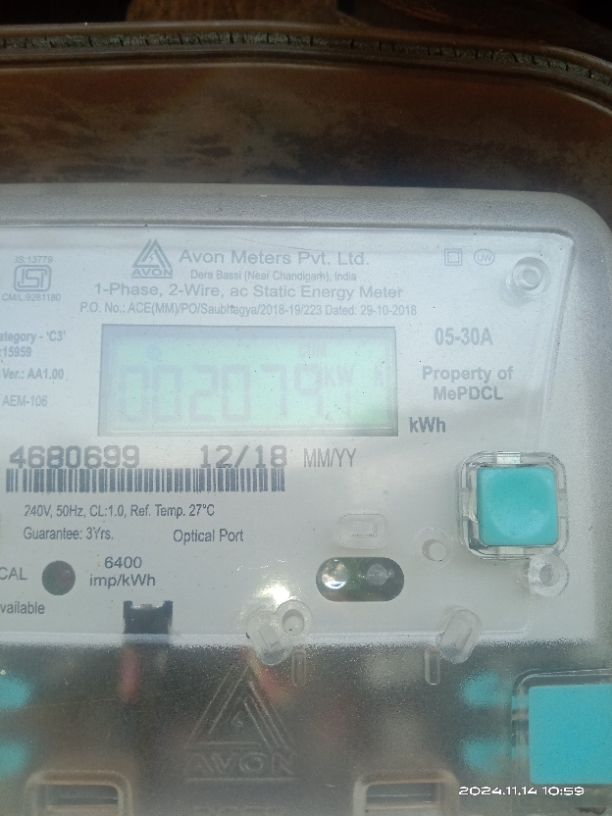 IS:13779
CM/L:9281180
AVON
Avon Meters Pvt. Ltd.
Dera Bassi (Near Chandigarh), India
1-Phase, 2-Wire, ac Static Energy Meter
P.O. No.: ACE(MM)/PO/Saubhagya/2018-19/223 Dated: 29-10-2018
ategory - 'C3'
:15959
Ver.: AA1.00
AEM-106
CUM
002079
kW h
05-30A
Property of
MePDCL
kWh
4680699 12/18 MM/YY
240V, 50Hz, CL:1.0, Ref. Temp. 27°C
Guarantee: 3Yrs. Optical Port
CAL
6400
imp/kWh
vailable
AVON
2024.11.14 10:59